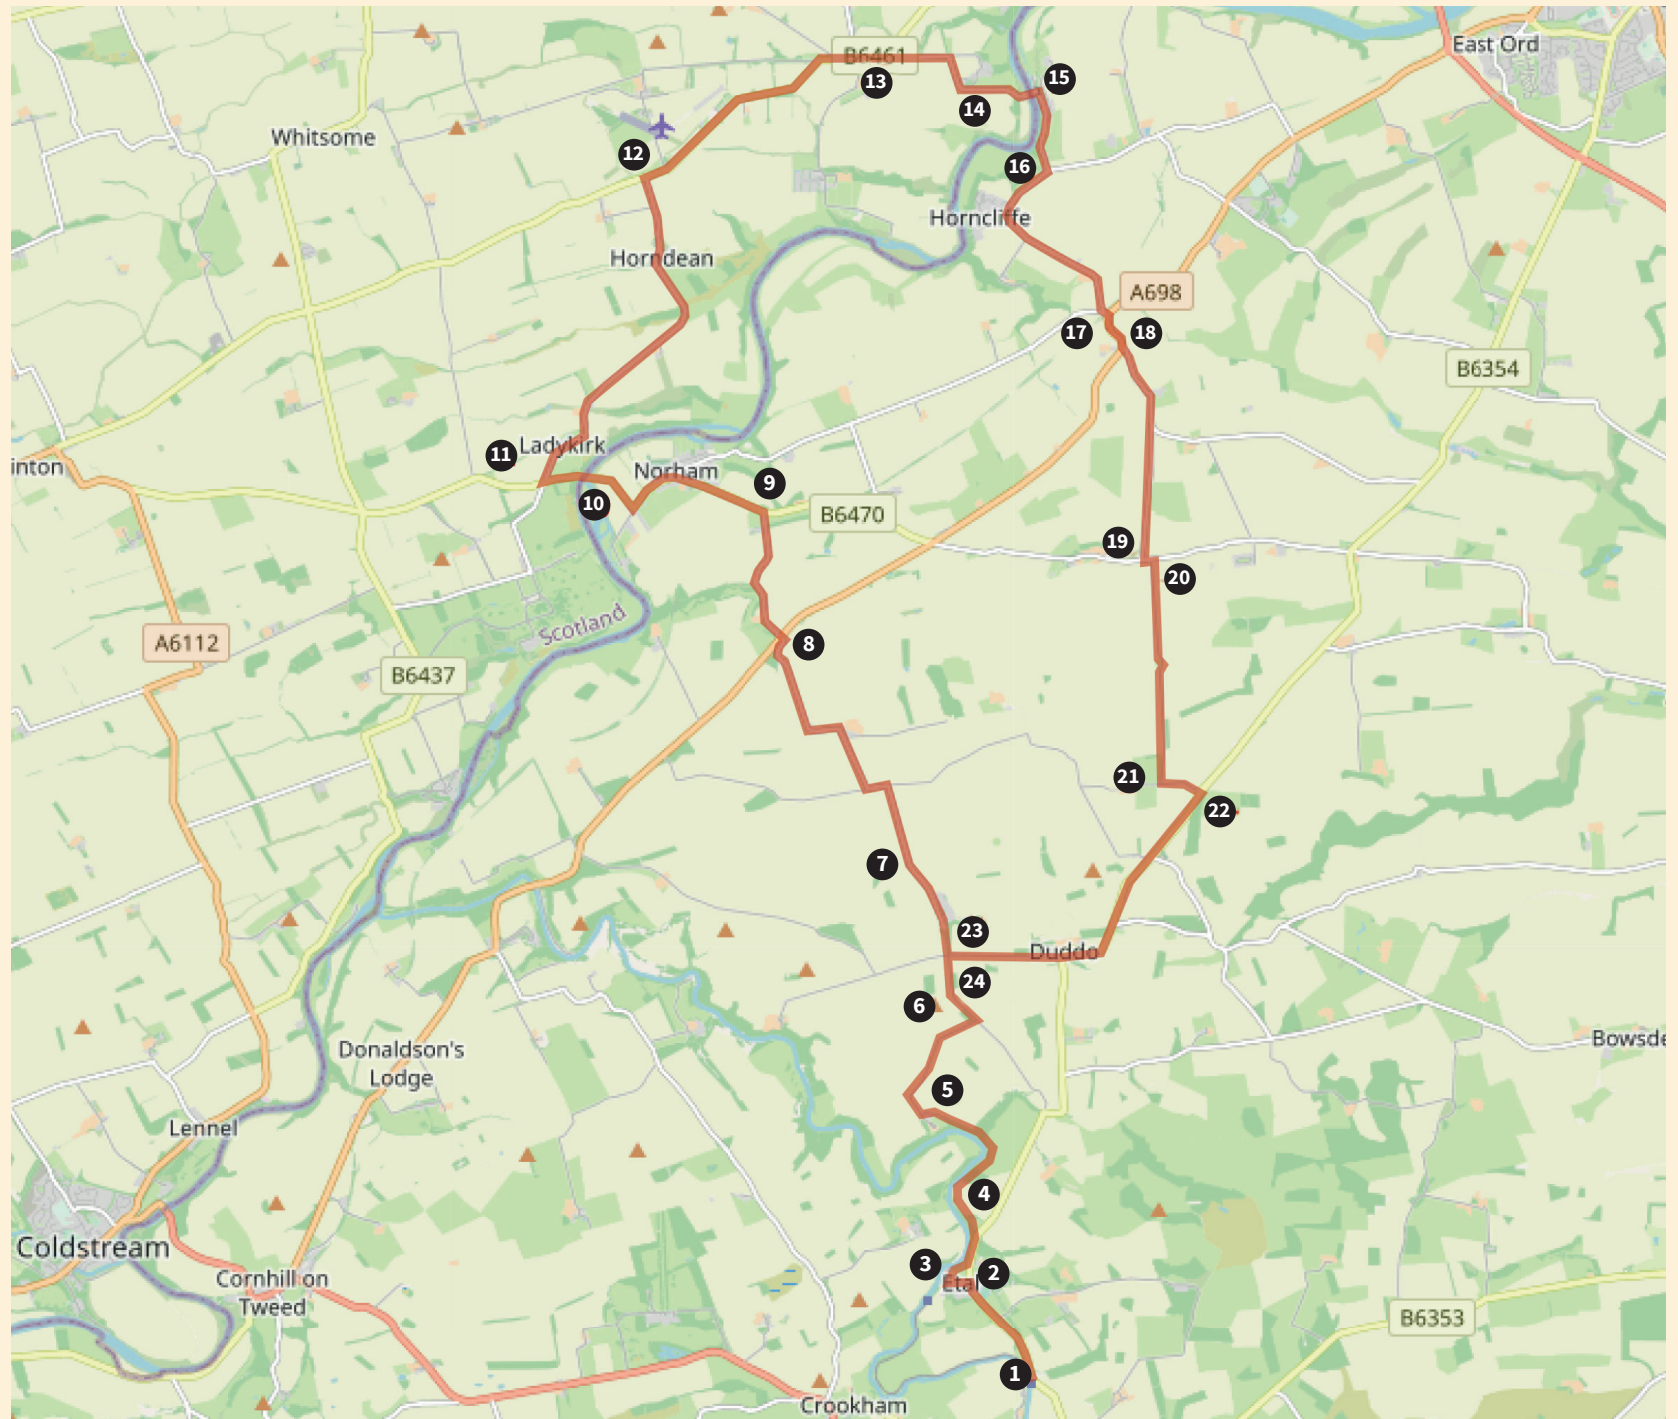 East Ord
B6461
15
13
14
Whitsome
12
16
Horncliffe
Horndean
A698
17
18
B6354
Ladykirk
11
inton
Norham
9
10
B6470
19
20
Scotland
A6112
8
B6437
21
22
7
23
Duddo
24
6
Bowsde
Donaldson's
Lodge
5
Lennel
4
Coldstream
3
Etal
2
Cornhill on
Tweed
B6353
1
Crookham